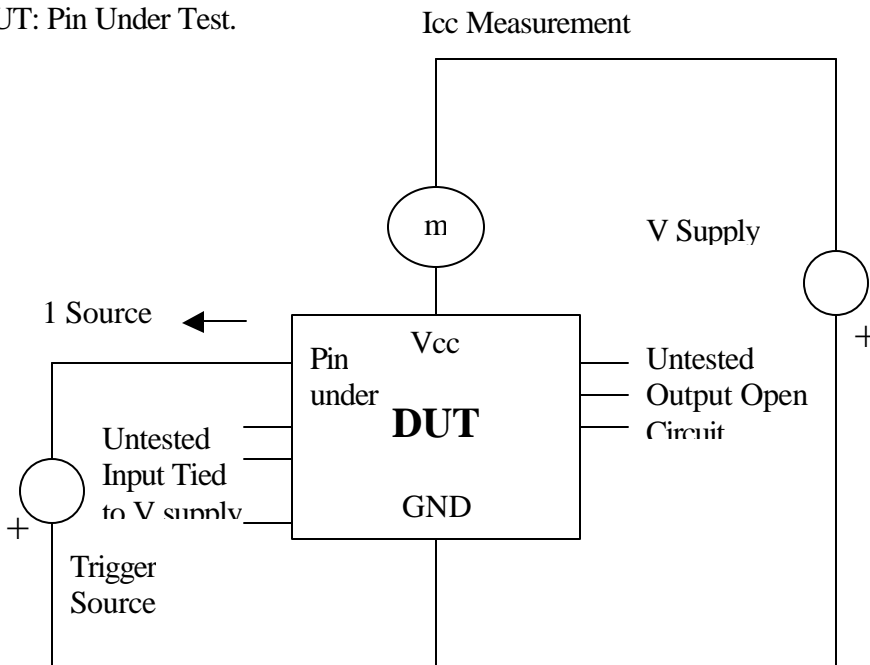 UT: Pin Under Test.
Icc Measurement
m
V Supply
1 Source
Vcc
Pin
under
DUT
GND
Untested
Output Open
Circuit
Untested
Input Tied
to V supply
+
+
Trigger
Source